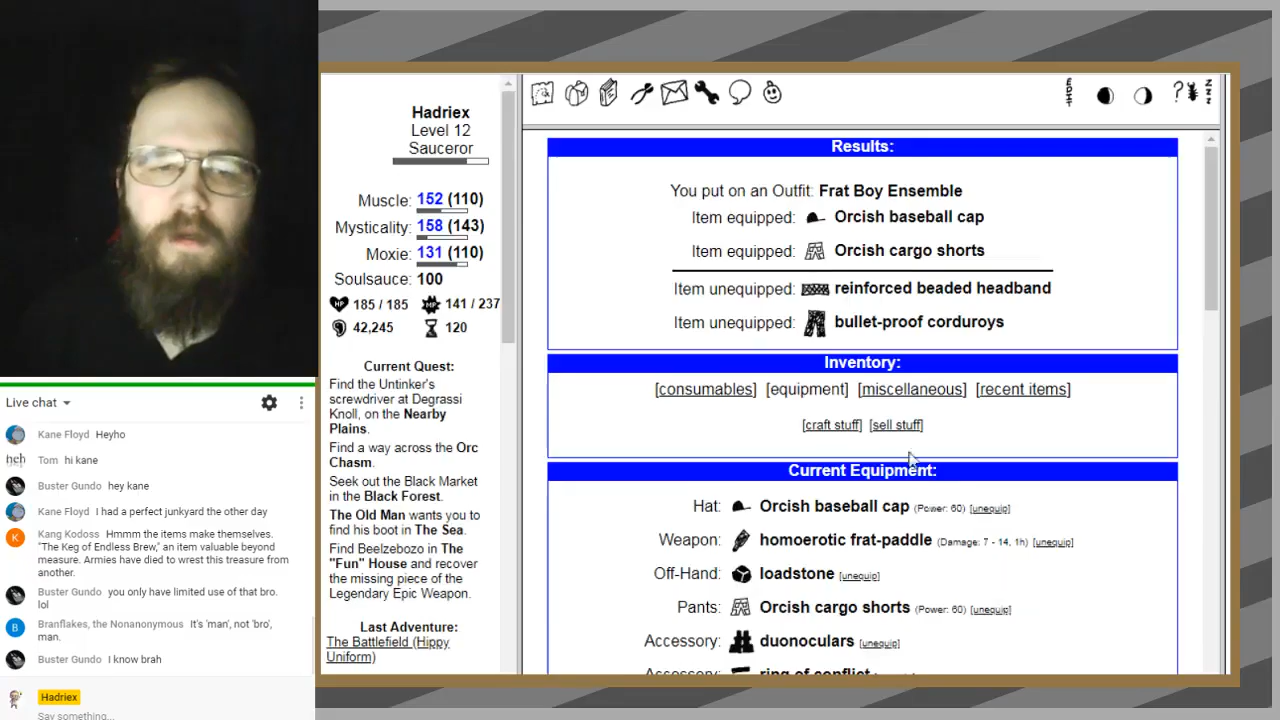 Hadriex
Level 12
Sauceror
Muscle: 152 (110)
Mysticality: 158 (143)
Moxie: 131 (110)
Soulsauce: 100
HP 185 / 185 MP 141 / 237
42,245 120
Current Quest:
Find the Untinker's
screwdriver at Degrassi
Knoll, on the Nearby
Plains.
Find a way across the Orc
Chasm.
Seek out the Black Market
in the Black Forest.
The Old Man wants you to
find his boot in The Sea.
Find Beelzebozo in The
"Fun" House and recover
the missing piece of the
Legendary Epic Weapon.
Last Adventure:
The Battlefield (Hippy
Uniform)
Results:
You put on an Outfit: Frat Boy Ensemble
Item equipped: Orcish baseball cap
Item equipped: Orcish cargo shorts
Item unequipped: reinforced beaded headband
Item unequipped: bullet-proof corduroys
Inventory:
[consumables] [equipment] [miscellaneous] [recent items]
[craft stuff] [sell stuff]
Current Equipment:
Hat: Orcish baseball cap (Power: 60) [unequip]
Weapon: homoerotic frat-paddle (Damage: 7 - 14, 1h) [unequip]
Off-Hand: loadstone [unequip]
Pants: Orcish cargo shorts (Power: 60) [unequip]
Accessory: duonoculars [unequip]
Accessory: ring of conflict
Live chat
Kane Floyd Heyho
Tom hi kane
Buster Gundo hey kane
Kane Floyd I had a perfect junkyard the other day
K Kang Kodoss Hmmm the items make themselves.
"The Keg of Endless Brew," an item valuable beyond
measure. Armies have died to wrest this treasure from
another.
Buster Gundo you only have limited use of that bro.
lol
B Branflakes, the Nonanonymous It's 'man', not 'bro',
man.
Buster Gundo I know brah
Hadriex
Say something...